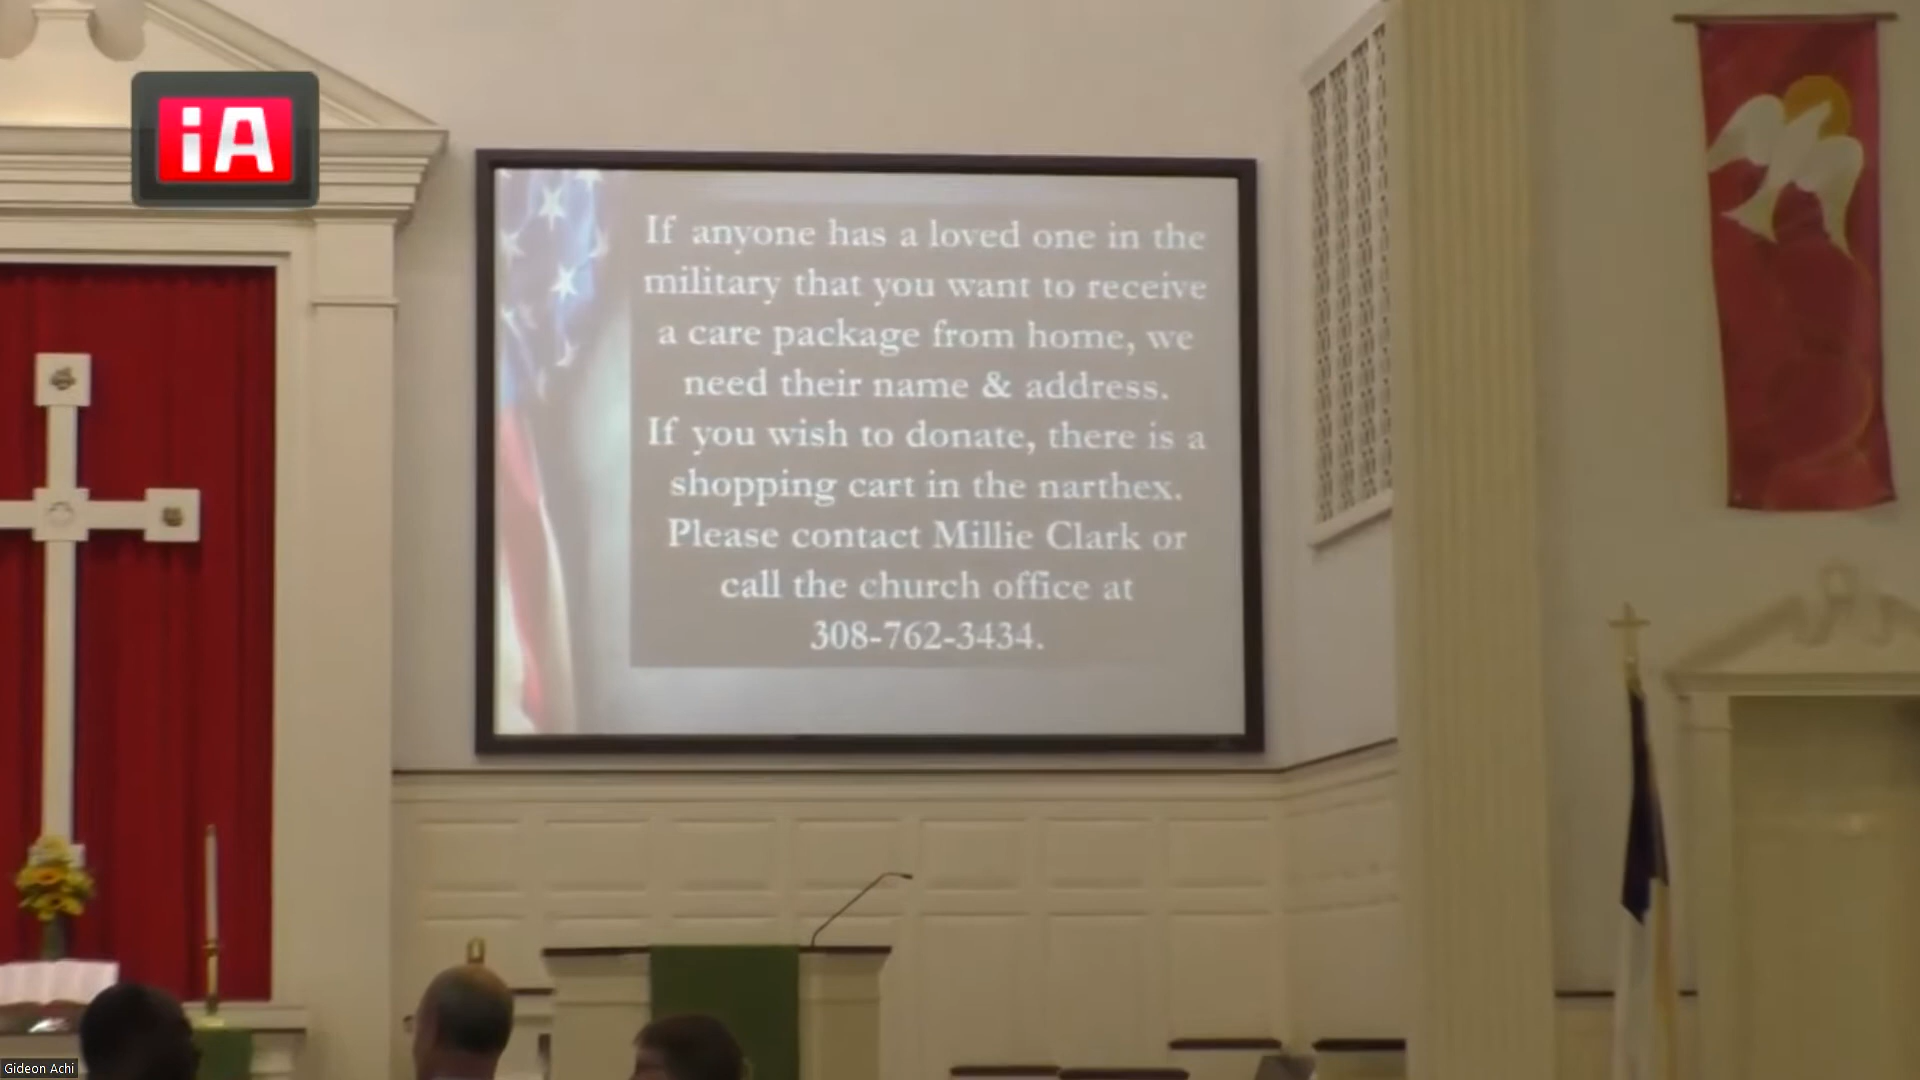 iA
If anyone has a loved one in the
military that you want to receive
a care package from home, we
need their name & address.
If you wish to donate, there is a
shopping cart in the narthex.
Please contact Millie Clark or
call the church office at
308-762-3434.
Gideon Achi